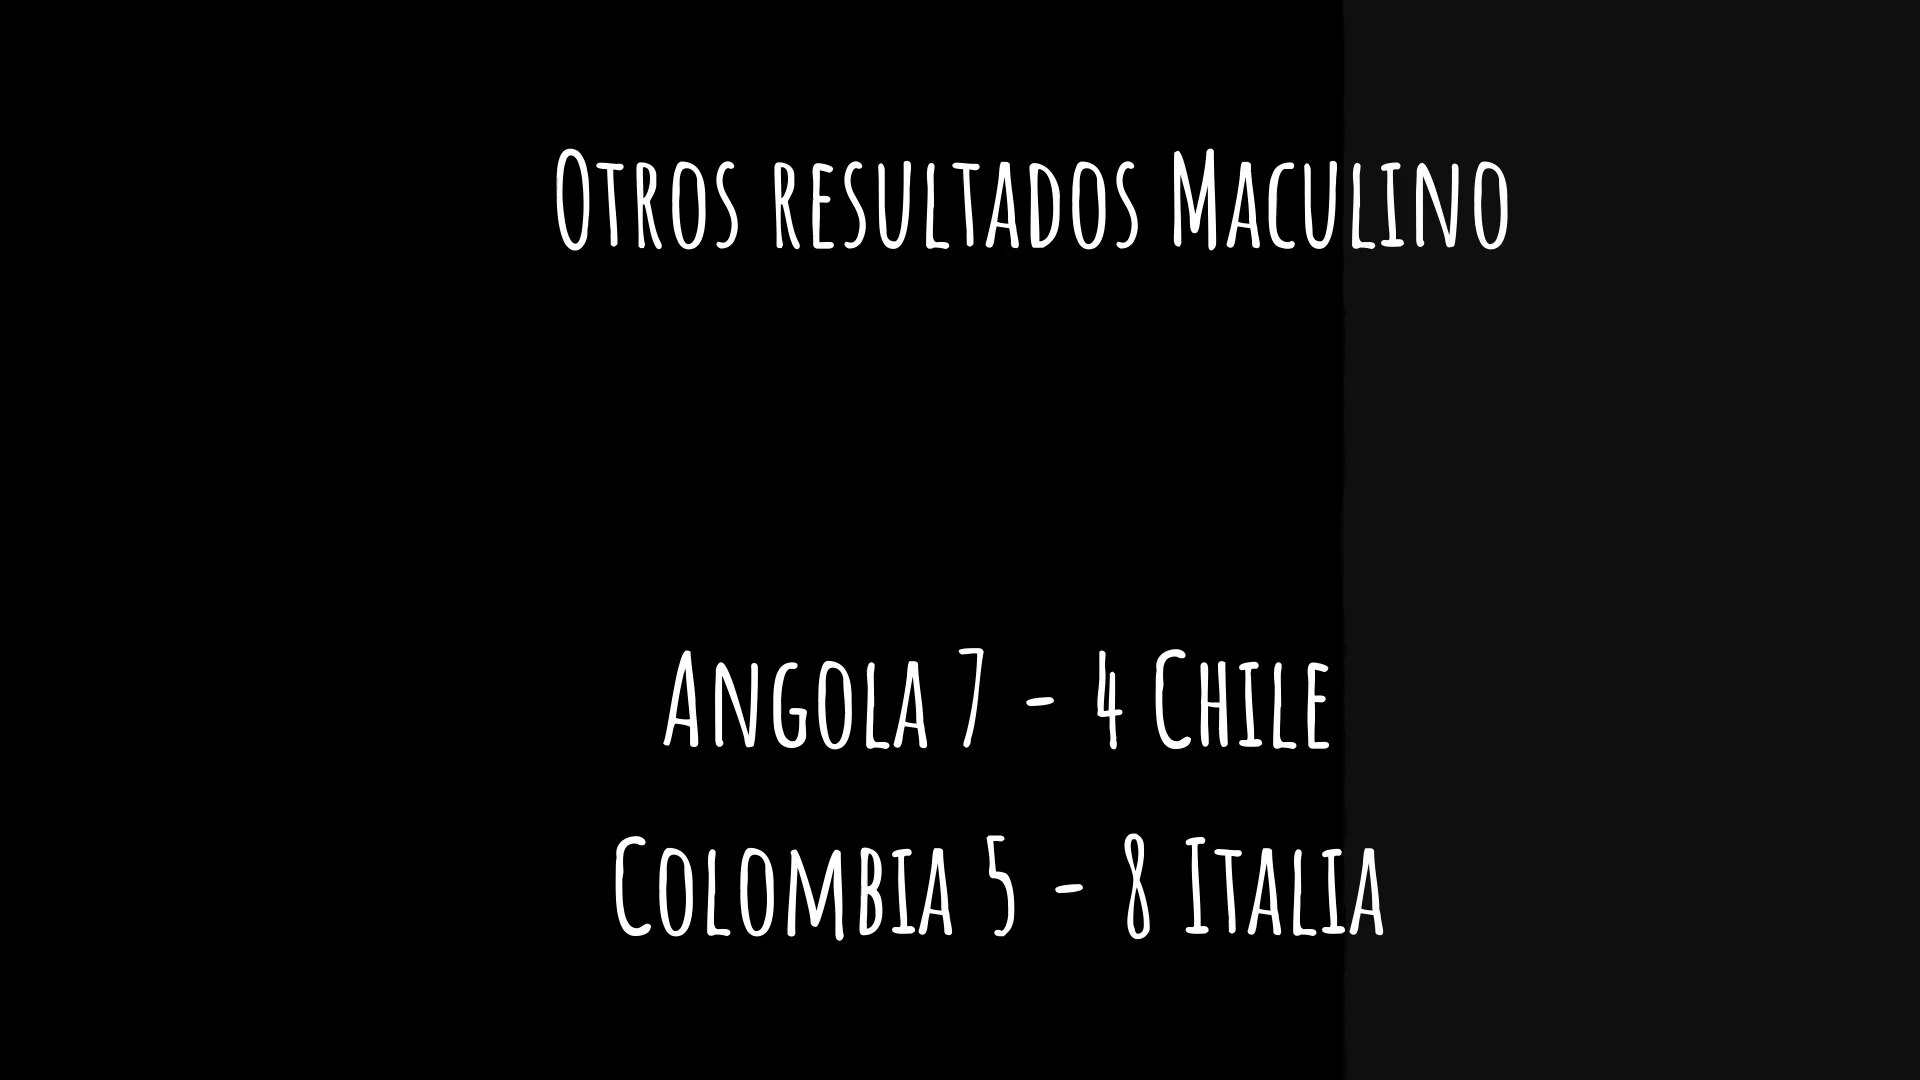 Otros resultados Maculino
Angola 7 - 4 Chile
Colombia 5 - 8 Italia